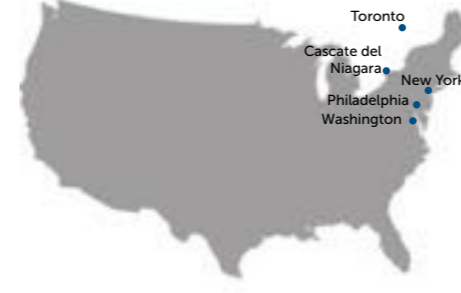 Toronto
Cascate del
Niagara
New York
Philadelphia
Washington